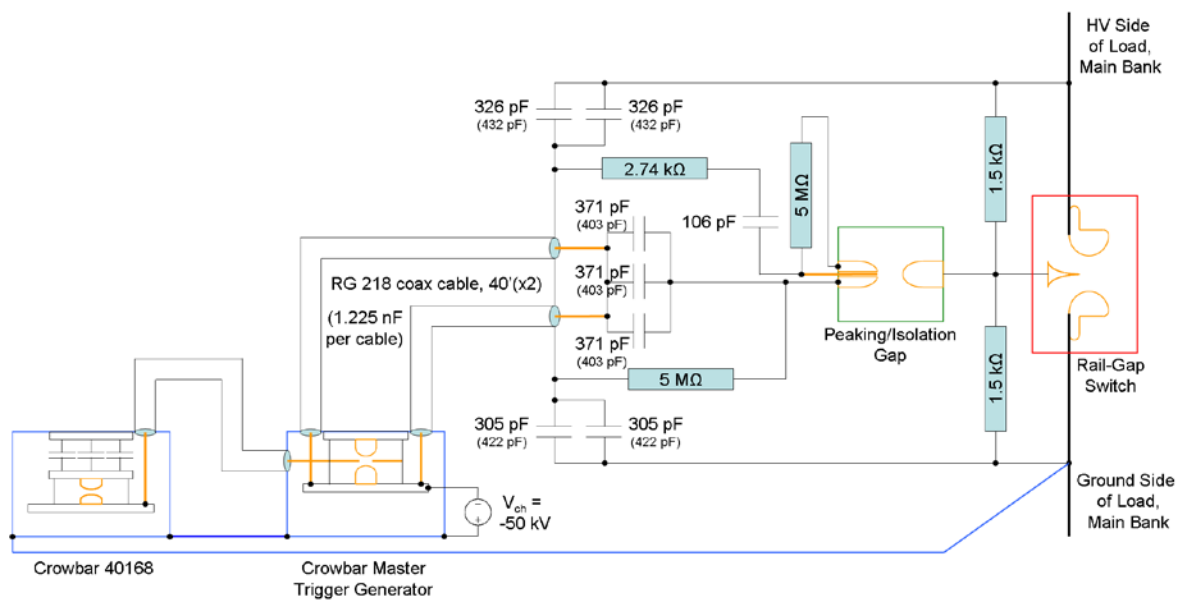 HV Side
of Load,
Main Bank
326 pF
(432 pF)
326 pF
(432 pF)
2.74 kΩ
5 MΩ
1.5 kΩ
371 pF
(403 pF)
106 pF
371 pF
(403 pF)
RG 218 coax cable, 40'(x2)
(1.225 nF
per cable)
371 pF
(403 pF)
Peaking/Isolation
Gap
1.5 kΩ
Rail-Gap
Switch
5 MΩ
305 pF
(422 pF)
305 pF
(422 pF)
Ground Side
of Load,
Main Bank
V_ch =
-50 kV
Crowbar 40168
Crowbar Master
Trigger Generator